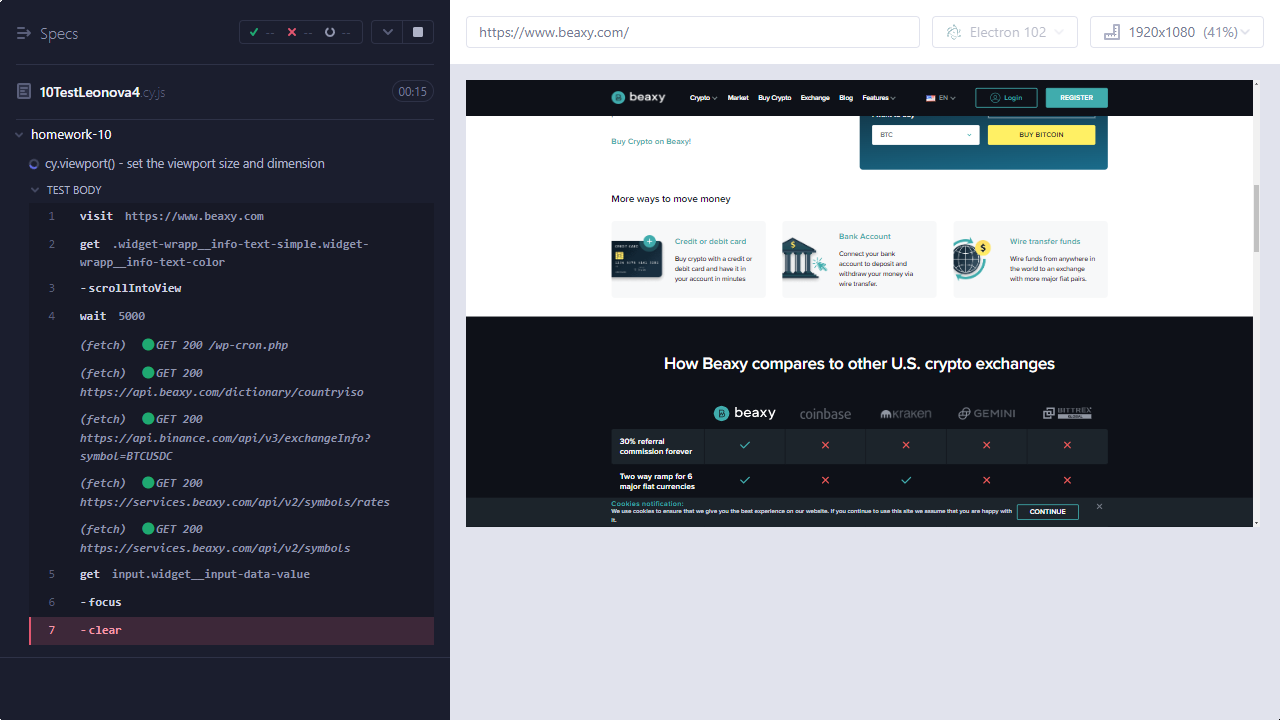 Specs
-- -- --
https://www.beaxy.com/
Electron 102
1920x1080 (41%)
10TestLeonova4.cy.js
00:15
homework-10
cy.viewport() - set the viewport size and dimension
TEST BODY
1 visit https://www.beaxy.com
2 get .widget-wrapp__info-text-simple.widget-
wrapp__info-text-color
3 -scrollIntoView
4 wait 5000
(fetch) GET 200 /wp-cron.php
(fetch) GET 200
https://api.beaxy.com/dictionary/countryiso
(fetch) GET 200
https://api.binance.com/api/v3/exchangeInfo?
symbol=BTCUSDC
(fetch) GET 200
https://services.beaxy.com/api/v2/symbols/rates
(fetch) GET 200
https://services.beaxy.com/api/v2/symbols
5 get input.widget__input-data-value
6 -focus
7 -clear
beaxy
Crypto Market Buy Crypto Exchange Blog Features
EN
Login
REGISTER
Buy Crypto on Beaxy!
BTC
BUY BITCOIN
More ways to move money
Credit or debit card
Buy crypto with a credit or
debit card and have it in
your account in minutes
Bank Account
Connect your bank
account to deposit and
withdraw your money via
wire transfer.
Wire transfer funds
Wire funds from anywhere in
the world to an exchange
with more major fiat pairs.
How Beaxy compares to other U.S. crypto exchanges
beaxy coinbase kraken GEMINI BITTREX GLOBAL
30% referral
commission forever
Two way ramp for 6
major fiat currencies
Cookies notification:
We use cookies to ensure that we give you the best experience on our website. If you continue to use this site we assume that you are happy with
it.
CONTINUE